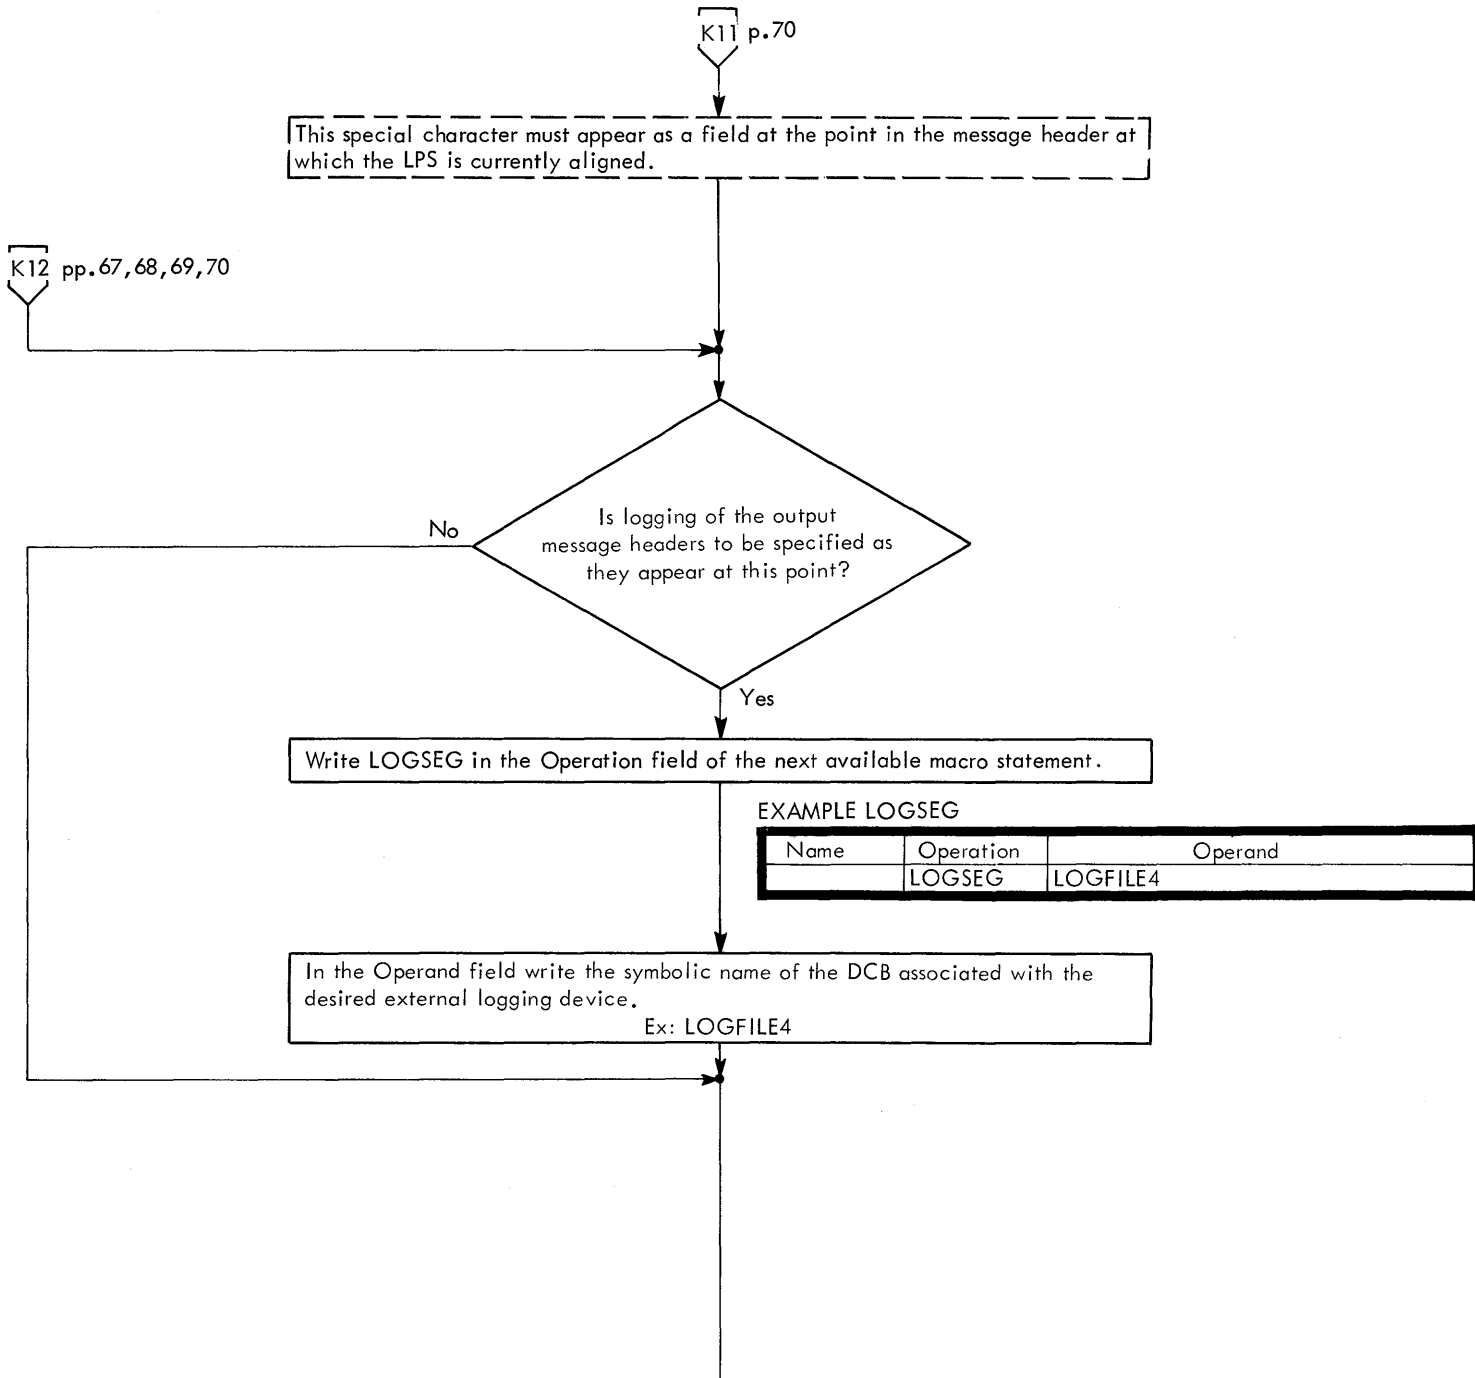 K11 p.70
This special character must appear as a field at the point in the message header at
which the LPS is currently aligned.
K12 pp.67,68,69,70
Is logging of the output
message headers to be specified as
they appear at this point?
No
Yes
Write LOGSEG in the Operation field of the next available macro statement.
EXAMPLE LOGSEG
Name Operation Operand
LOGSEG LOGFILE4
In the Operand field write the symbolic name of the DCB associated with the
desired external logging device.
Ex: LOGFILE4